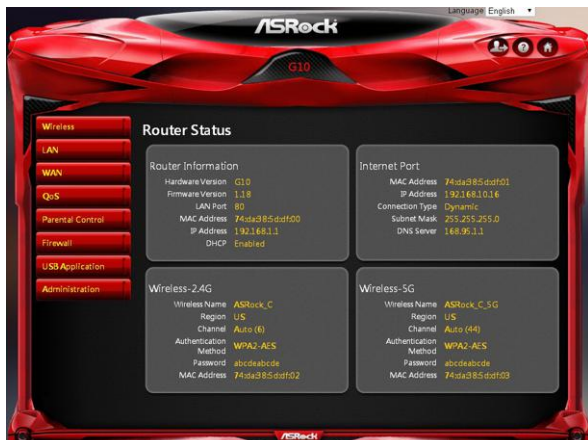 Language: English
ASRock
G10
Wireless
LAN
WAN
QoS
Parental Control
Firewall
USB Application
Administration
Router Status
Router Information
Hardware Version G10
Firmware Version 1.18
LAN Port 80
MAC Address 74:da:38:5d:df:00
IP Address 192.168.1.1
DHCP Enabled
Internet Port
MAC Address 74:da:38:5d:df:01
IP Address 192.168.10.16
Connection Type Dynamic
Subnet Mask 255.255.255.0
DNS Server 168.95.1.1
Wireless-2.4G
Wireless Name ASRock_C
Region US
Channel Auto (6)
Authentication
Method WPA2-AES
Password abcdeabcde
MAC Address 74:da:38:5d:df:02
Wireless-5G
Wireless Name ASRock_C_5G
Region US
Channel Auto (44)
Authentication
Method WPA2-AES
Password abcdeabcde
MAC Address 74:da:38:5d:df:03
ASRock